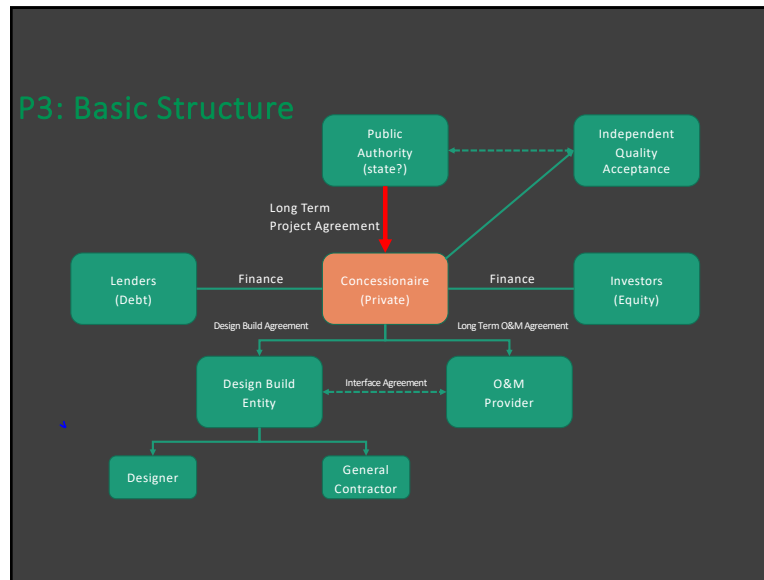 P3: Basic Structure
Public
Authority
(state?)
Independent
Quality
Acceptance
Long Term
Project Agreement
Lenders
(Debt)
Finance
Concessionaire
(Private)
Finance
Investors
(Equity)
Design Build Agreement
Long Term O&M Agreement
Design Build
Entity
Interface Agreement
O&M
Provider
Designer
General
Contractor